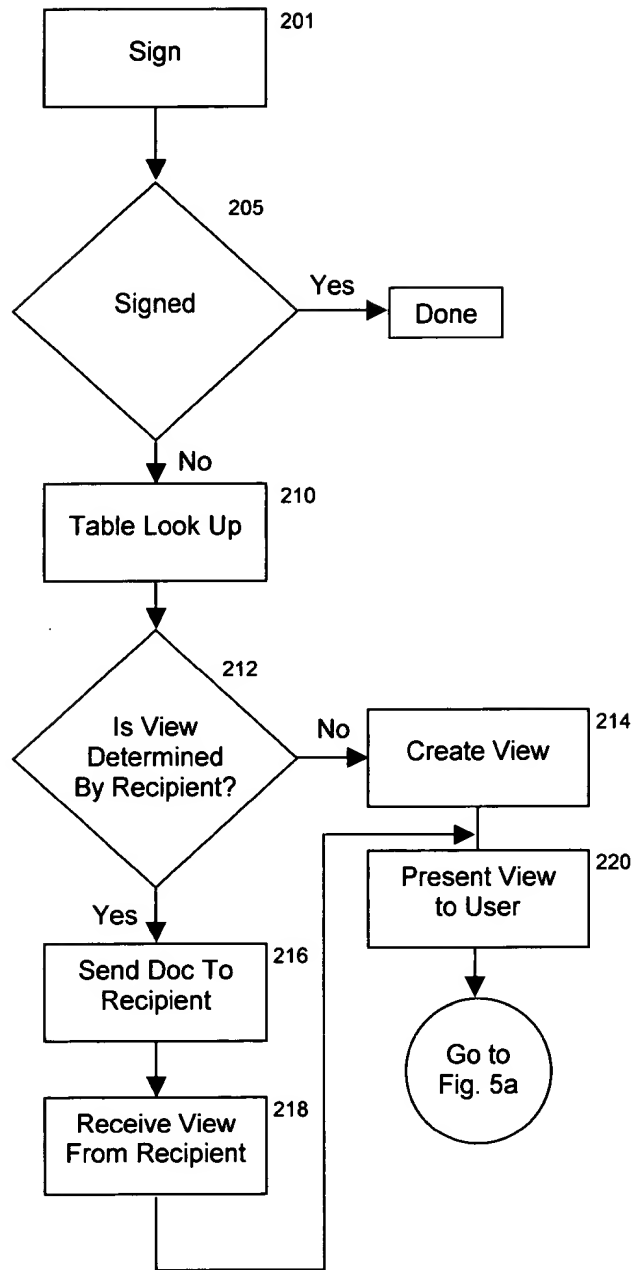 201
Sign
205
Signed
Yes
Done
No
210
Table Look Up
212
Is View
Determined
By Recipient?
No
214
Create View
220
Present View
to User
Yes
216
Send Doc To
Recipient
Go to
Fig. 5a
218
Receive View
From Recipient